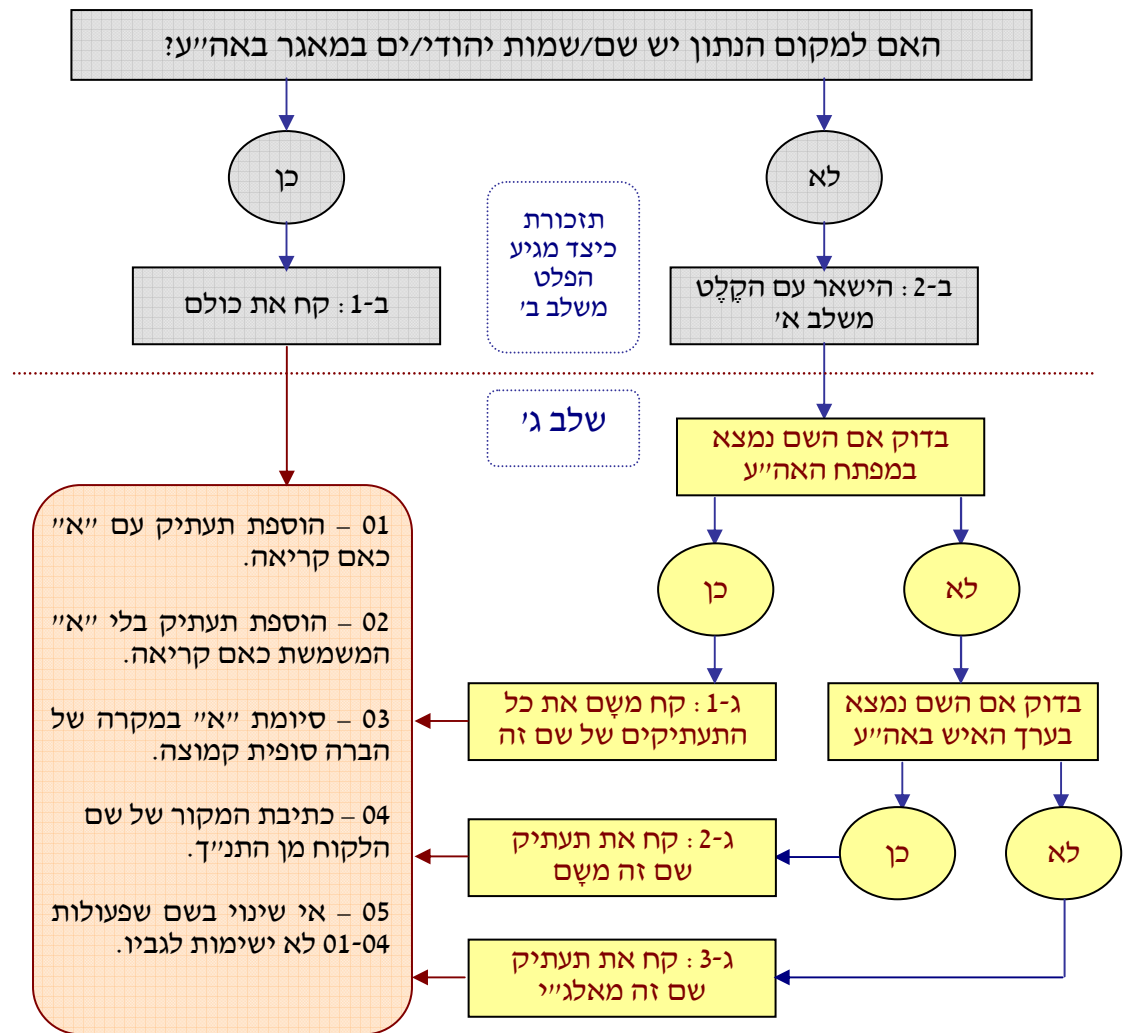 האם למקום הנתון יש שם/שמות יהודי/ים במאגר באה״ע?
לא
כן
תזכורת
כיצד מגיע
הפלט
משלב ב׳
ב-2: הישאר עם הקֶלֶט
משלב א׳
ב-1: קח את כולם
שלב ג׳
בדוק אם השם נמצא
במפתח האה״ע
לא
כן
בדוק אם השם נמצא
בערך האיש באה״ע
ג-1: קח משָם את כל
התעתיקים של שם זה
לא
כן
ג-2: קח את תעתיק
שם זה משָם
ג-3: קח את תעתיק
שם זה מאלג״י
01 – הוספת תעתיק עם ״א״
כאם קריאה.
02 – הוספת תעתיק בלי ״א״
המשמשת כאם קריאה.
03 – סיומת ״א״ במקרה של
הברה סופית קמוצה.
04 – כתיבת המקור של שם
הלקוח מן התנ״ך.
05 – אי שינוי בשם שפעולות
01-04 לא ישימות לגביו.